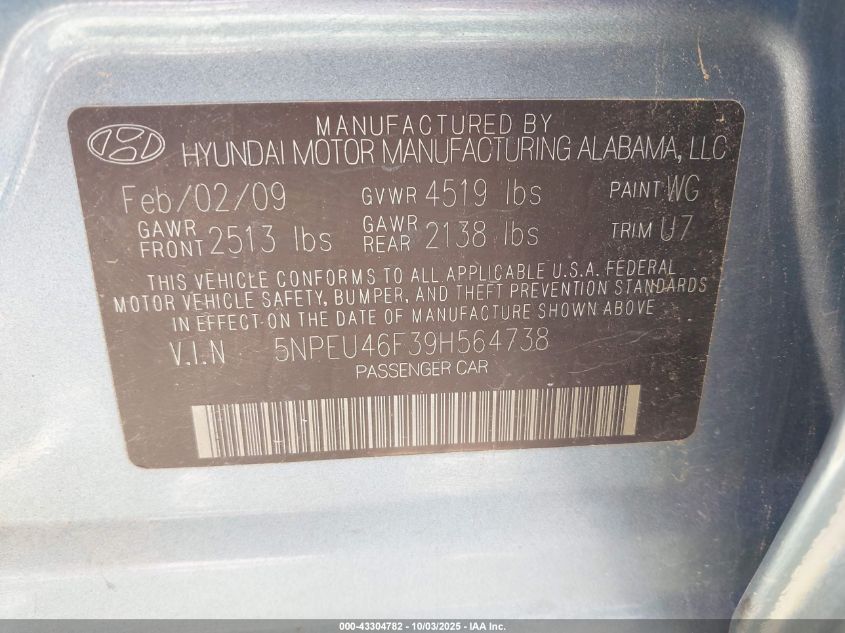 MANUFACTURED BY
HYUNDAI MOTOR MANUFACTURING ALABAMA, LLC
Feb/02/09 GVWR 4519 lbs PAINT WG
GAWR FRONT 2513 lbs GAWR REAR 2138 lbs TRIM U7
THIS VEHICLE CONFORMS TO ALL APPLICABLE U.S.A. FEDERAL
MOTOR VEHICLE SAFETY, BUMPER, AND THEFT PREVENTION STANDARDS
IN EFFECT ON THE DATE OF MANUFACTURE SHOWN ABOVE
V.I.N 5NPEU46F39H564738
PASSENGER CAR
000-43304782 - 10/03/2025 - IAA Inc.